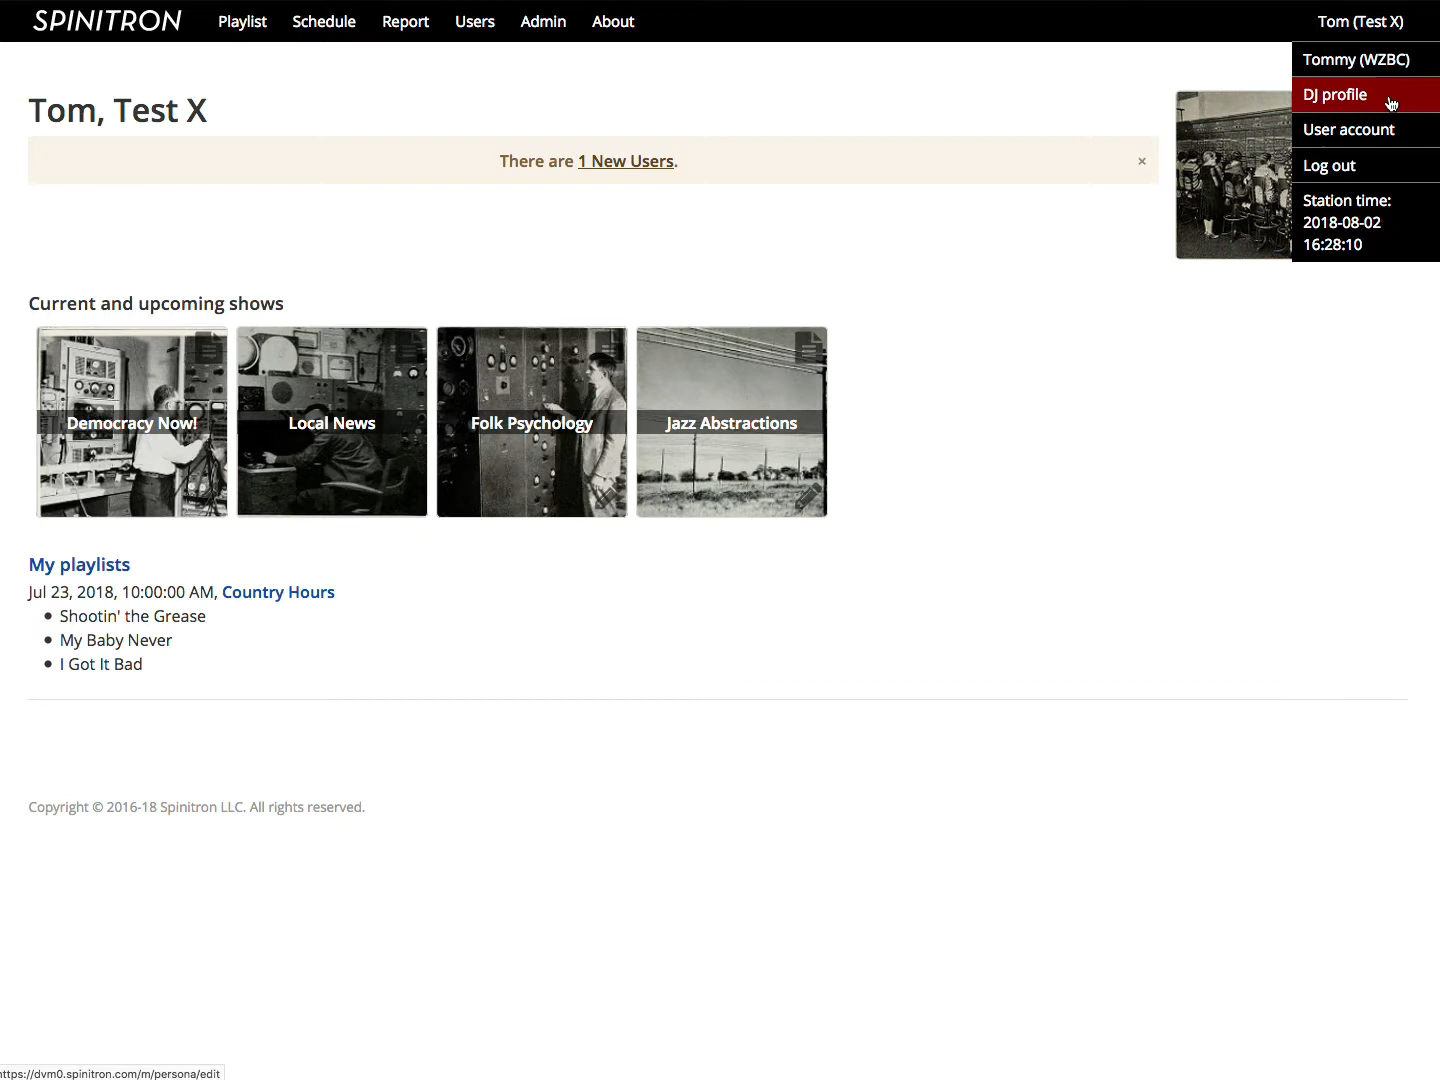 SPINITRON Playlist Schedule Report Users Admin About Tom (Test X)
Tommy (WZBC)
DJ profile
User account
Log out
Station time:
2018-08-02
16:28:10
Tom, Test X
There are 1 New Users. ×
Current and upcoming shows
Democracy Now! Local News Folk Psychology Jazz Abstractions
My playlists
Jul 23, 2018, 10:00:00 AM, Country Hours
Shootin' the Grease
My Baby Never
I Got It Bad
Copyright © 2016-18 Spinitron LLC. All rights reserved.
https://dvm0.spinitron.com/m/persona/edit